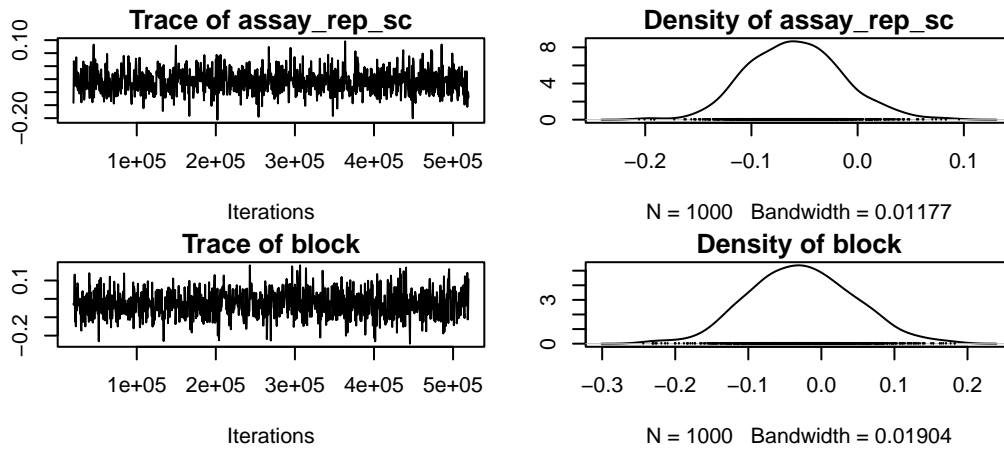 Trace of assay_rep_sc
0.10
−0.20
1e+05 2e+05 3e+05 4e+05 5e+05
Iterations
Density of assay_rep_sc
8
4
0
−0.2 −0.1 0.0 0.1
N = 1000 Bandwidth = 0.01177
Trace of block
0.1
−0.2
1e+05 2e+05 3e+05 4e+05 5e+05
Iterations
Density of block
3
0
−0.3 −0.2 −0.1 0.0 0.1 0.2
N = 1000 Bandwidth = 0.01904